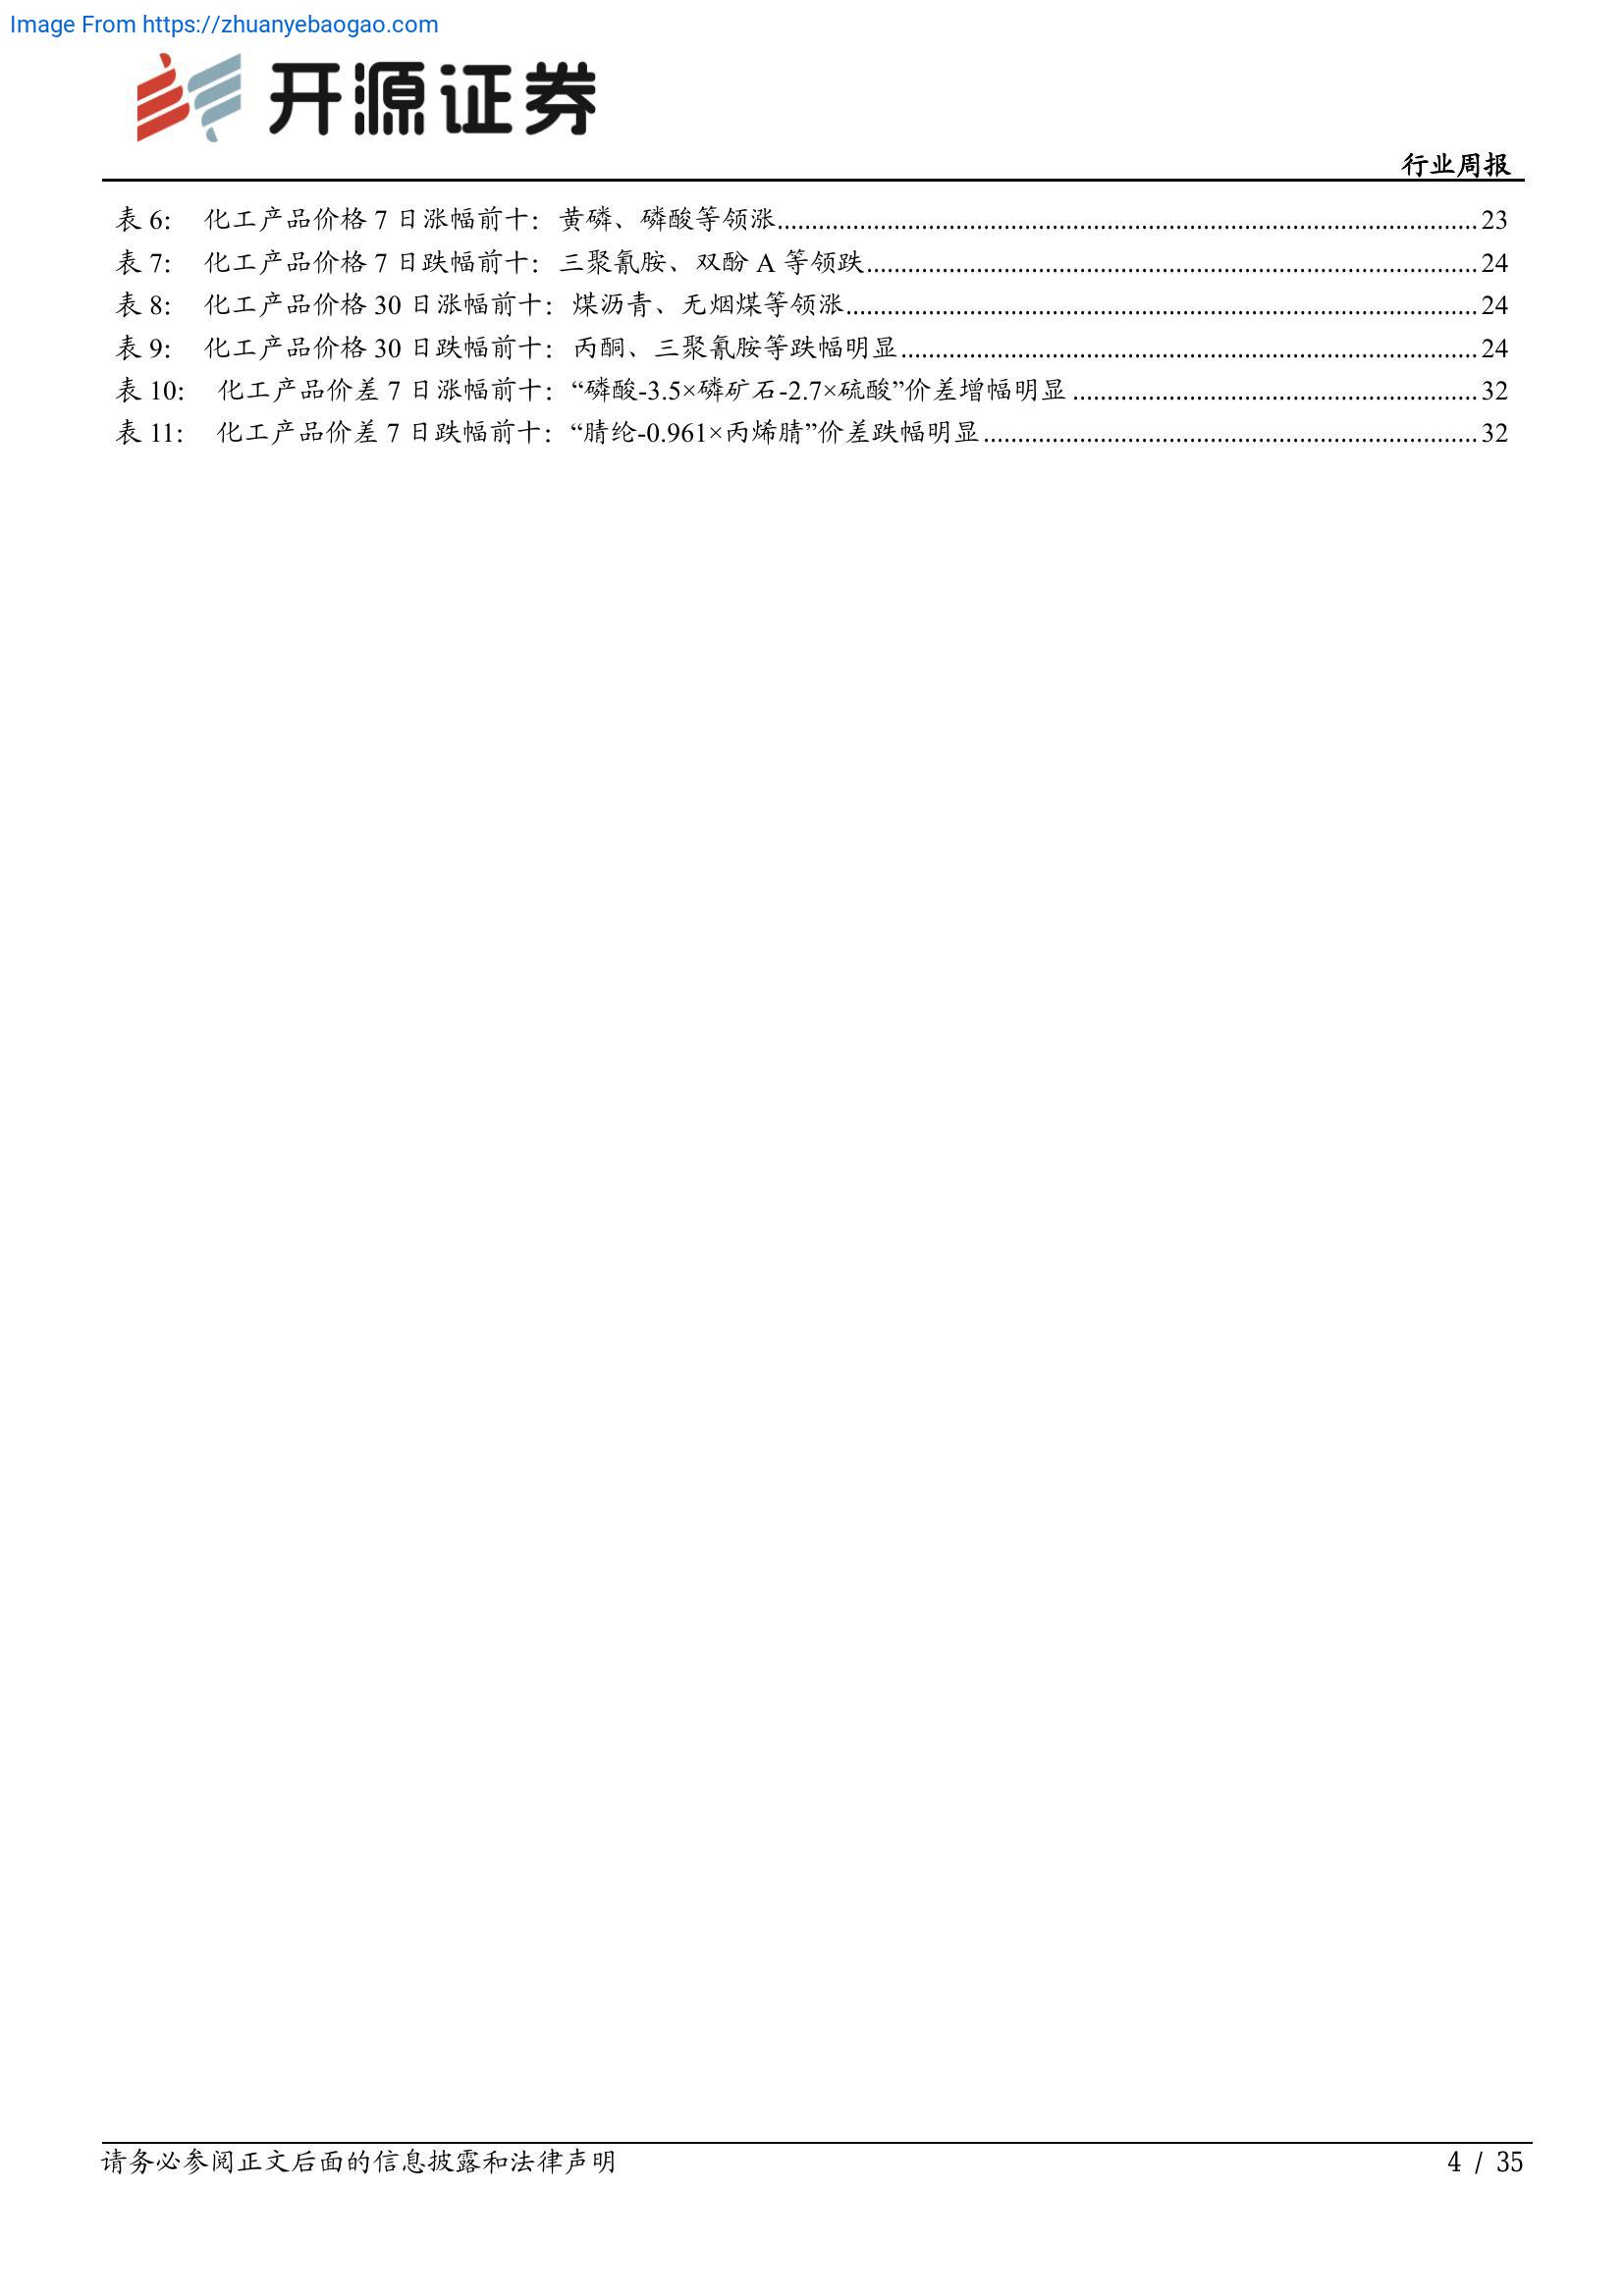 Image From https://zhuanyebaogao.com
开源证券
行业周报
表 6: 化工产品价格 7 日涨幅前十：黄磷、磷酸等领涨....................23
表 7: 化工产品价格 7 日跌幅前十：三聚氰胺、双酚 A 等领跌....................24
表 8: 化工产品价格 30 日涨幅前十：煤沥青、无烟煤等领涨....................24
表 9: 化工产品价格 30 日跌幅前十：丙酮、三聚氰胺等跌幅明显....................24
表 10: 化工产品价差 7 日涨幅前十：“磷酸-3.5×磷矿石-2.7×硫酸”价差增幅明显....................32
表 11: 化工产品价差 7 日跌幅前十：“腈纶-0.961×丙烯腈”价差跌幅明显....................32
请务必参阅正文后面的信息披露和法律声明
4 / 35